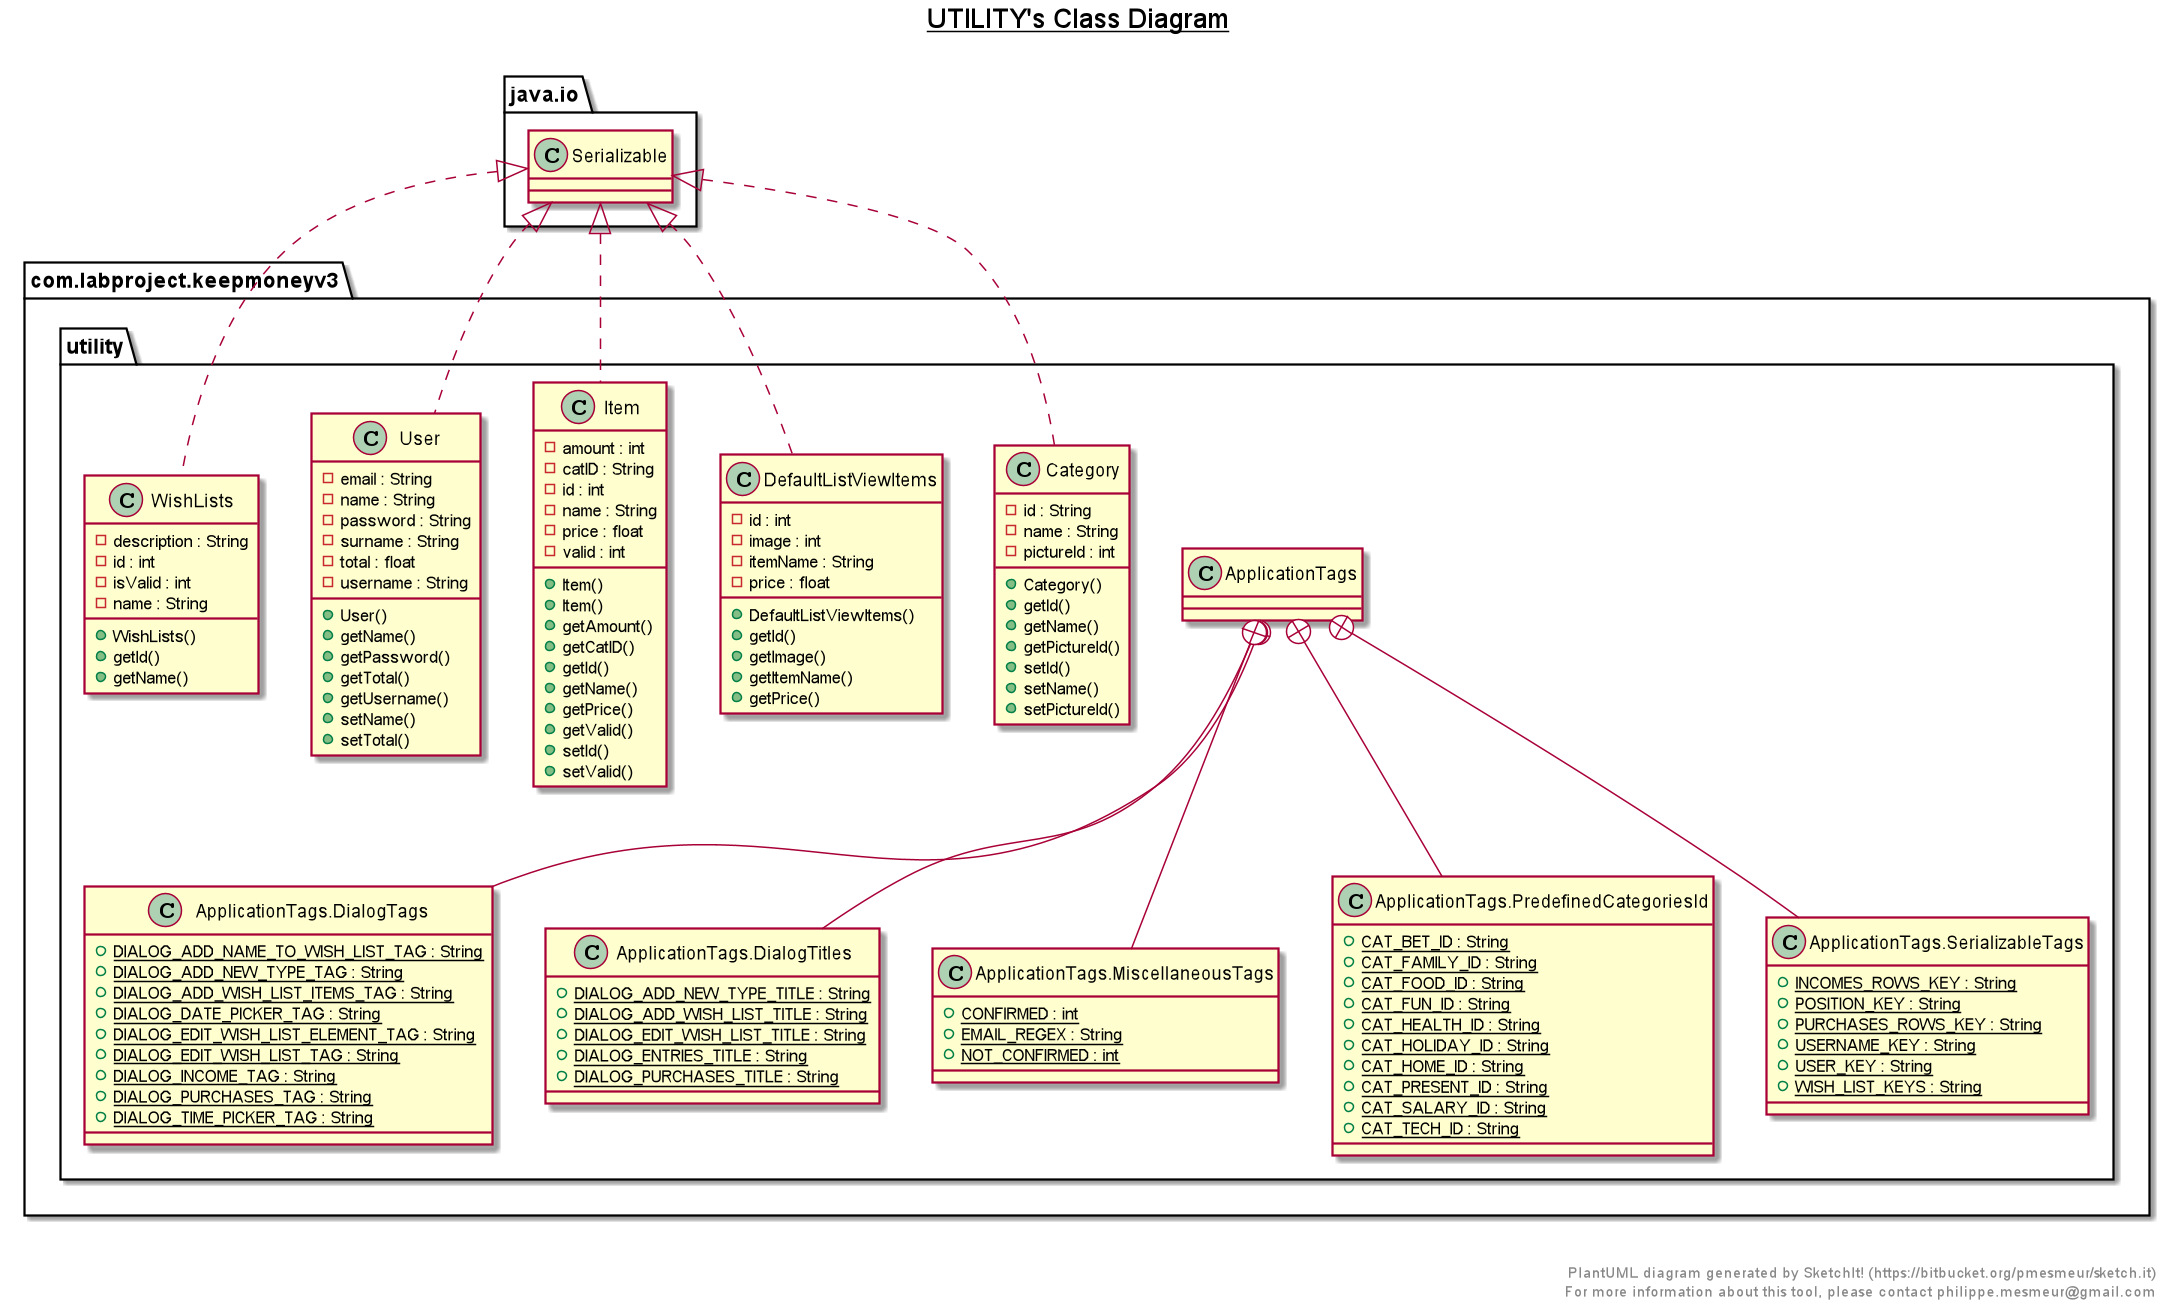 UTILITY's Class Diagram
java.io
C Serializable
com.labproject.keepmoneyv3
utility
C WishLists
description : String
id : int
isValid : int
name : String
WishLists()
getId()
getName()
C User
email : String
name : String
password : String
surname : String
total : float
username : String
User()
getName()
getPassword()
getTotal()
getUsername()
setName()
setTotal()
C Item
amount : int
catID : String
id : int
name : String
price : float
valid : int
Item()
Item()
getAmount()
getCatID()
getId()
getName()
getPrice()
getValid()
setId()
setValid()
C DefaultListViewItems
id : int
image : int
itemName : String
price : float
DefaultListViewItems()
getId()
getImage()
getItemName()
getPrice()
C Category
id : String
name : String
pictureId : int
Category()
getId()
getName()
getPictureId()
setId()
setName()
setPictureId()
C ApplicationTags
C ApplicationTags.DialogTags
DIALOG_ADD_NAME_TO_WISH_LIST_TAG : String
DIALOG_ADD_NEW_TYPE_TAG : String
DIALOG_ADD_WISH_LIST_ITEMS_TAG : String
DIALOG_DATE_PICKER_TAG : String
DIALOG_EDIT_WISH_LIST_ELEMENT_TAG : String
DIALOG_EDIT_WISH_LIST_TAG : String
DIALOG_INCOME_TAG : String
DIALOG_PURCHASES_TAG : String
DIALOG_TIME_PICKER_TAG : String
C ApplicationTags.DialogTitles
DIALOG_ADD_NEW_TYPE_TITLE : String
DIALOG_ADD_WISH_LIST_TITLE : String
DIALOG_EDIT_WISH_LIST_TITLE : String
DIALOG_ENTRIES_TITLE : String
DIALOG_PURCHASES_TITLE : String
C ApplicationTags.MiscellaneousTags
CONFIRMED : int
EMAIL_REGEX : String
NOT_CONFIRMED : int
C ApplicationTags.PredefinedCategoriesId
CAT_BET_ID : String
CAT_FAMILY_ID : String
CAT_FOOD_ID : String
CAT_FUN_ID : String
CAT_HEALTH_ID : String
CAT_HOLIDAY_ID : String
CAT_HOME_ID : String
CAT_PRESENT_ID : String
CAT_SALARY_ID : String
CAT_TECH_ID : String
C ApplicationTags.SerializableTags
INCOMES_ROWS_KEY : String
POSITION_KEY : String
PURCHASES_ROWS_KEY : String
USERNAME_KEY : String
USER_KEY : String
WISH_LIST_KEYS : String
PlantUML diagram generated by SketchIt! (https://bitbucket.org/pmesmeur/sketch.it)
For more information about this tool, please contact philippe.mesmeur@gmail.com